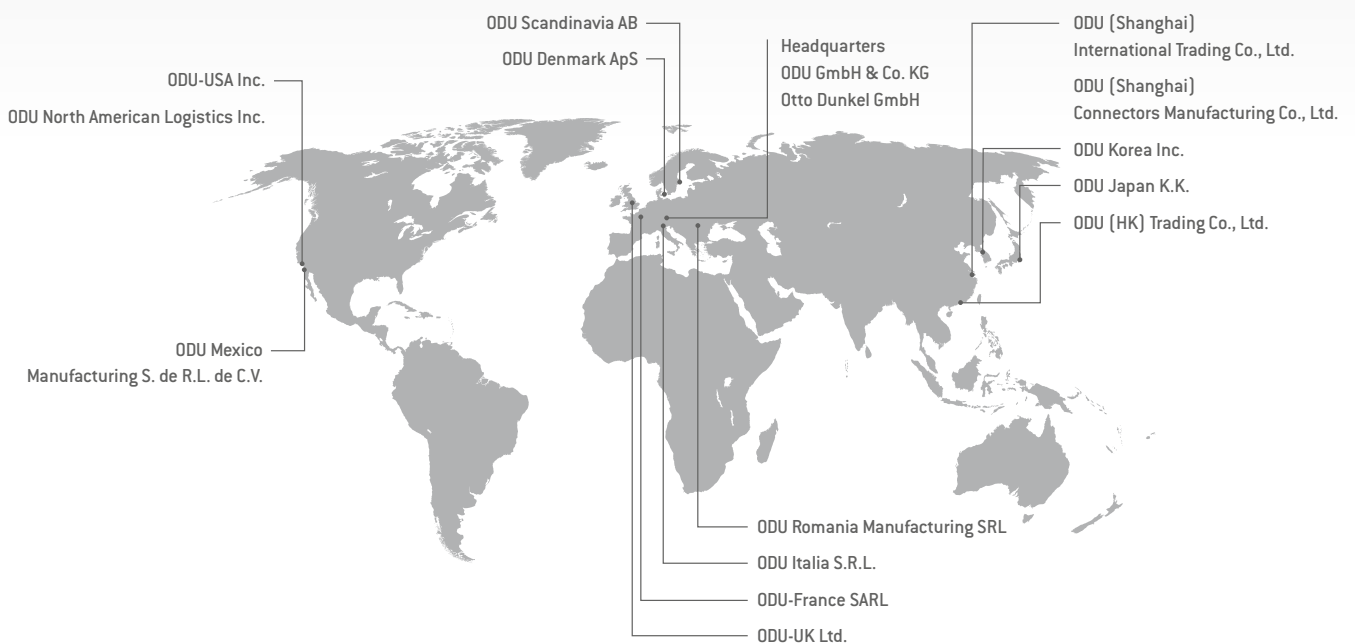 ODU Scandinavia AB
ODU Denmark ApS
ODU-USA Inc.
ODU North American Logistics Inc.
ODU Mexico
Manufacturing S. de R.L. de C.V.
Headquarters
ODU GmbH & Co. KG
Otto Dunkel GmbH
ODU (Shanghai)
International Trading Co., Ltd.
ODU (Shanghai)
Connectors Manufacturing Co., Ltd.
ODU Korea Inc.
ODU Japan K.K.
ODU (HK) Trading Co., Ltd.
ODU Romania Manufacturing SRL
ODU Italia S.R.L.
ODU-France SARL
ODU-UK Ltd.